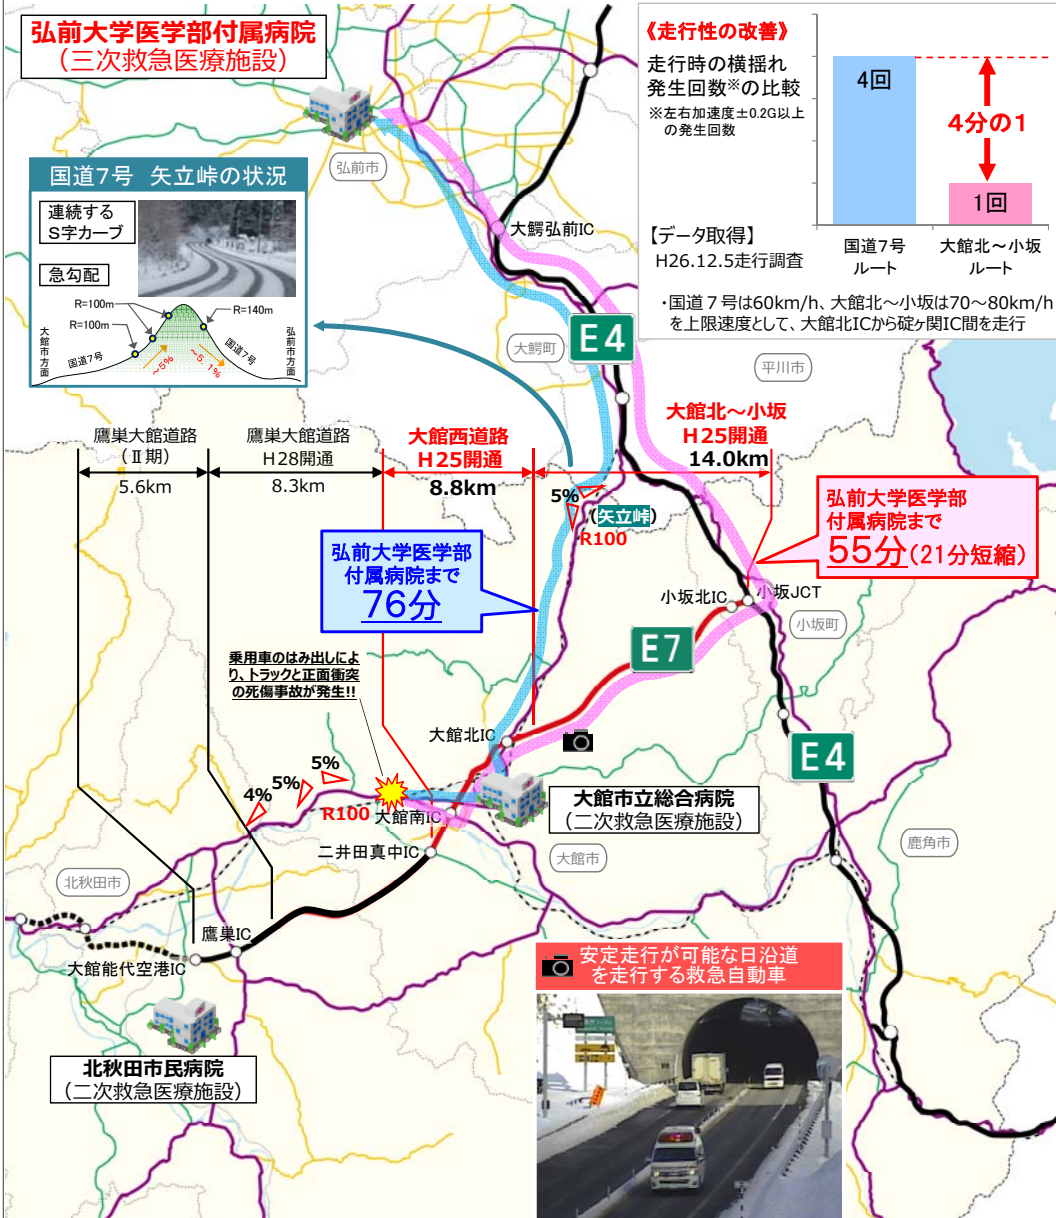 弘前大学医学部付属病院
（三次救急医療施設）
《走行性の改善》
走行時の横揺れ
発生回数※の比較
※左右加速度±0.2G以上
の発生回数
4回
4分の1
1回
国道7号
ルート
大館北～小坂
ルート
【データ取得】
H26.12.5走行調査
・国道７号は60km/h、大館北～小坂は70～80km/h
を上限速度として、大館北ICから碇ヶ関IC間を走行
弘前市
国道7号　矢立峠の状況
連続する
S字カーブ
急勾配
R=100m
R=100m
R=140m
大館市方面
弘前市方面
国道7号
国道7号
～5%
～5.1%
大鰐弘前IC
大鰐町
E4
平川市
鷹巣大館道路
（Ⅱ期）
5.6km
鷹巣大館道路
H28開通
8.3km
大館西道路
H25開通
8.8km
大館北～小坂
H25開通
14.0km
5%
（矢立峠）
R100
弘前大学医学部
付属病院まで
76分
弘前大学医学部
付属病院まで
55分（21分短縮）
小坂北IC
小坂JCT
小坂町
E7
乗用車のはみ出しによ
り、トラックと正面衝突
の死傷事故が発生!!
大館北IC
E4
4%
5%
5%
R100
大館南IC
大館市立総合病院
（二次救急医療施設）
二井田真中IC
大館市
鹿角市
北秋田市
鷹巣IC
大館能代空港IC
北秋田市民病院
（二次救急医療施設）
安定走行が可能な日沿道
を走行する救急自動車